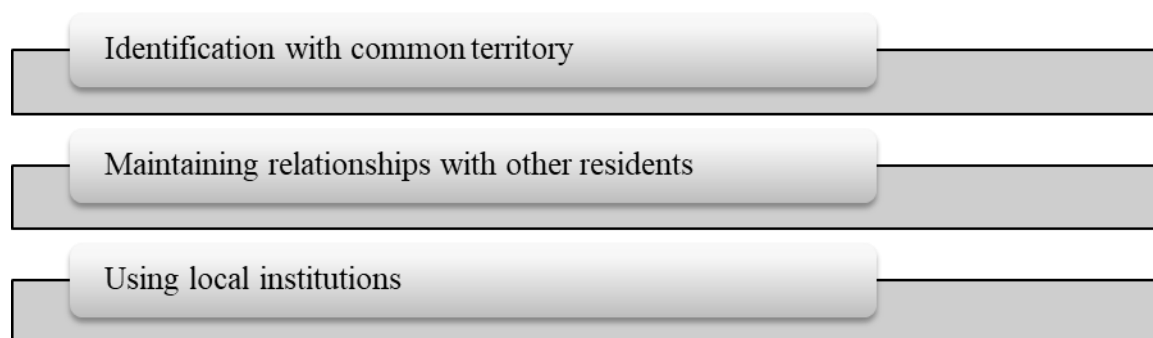 Identification with common territory
Maintaining relationships with other residents
Using local institutions